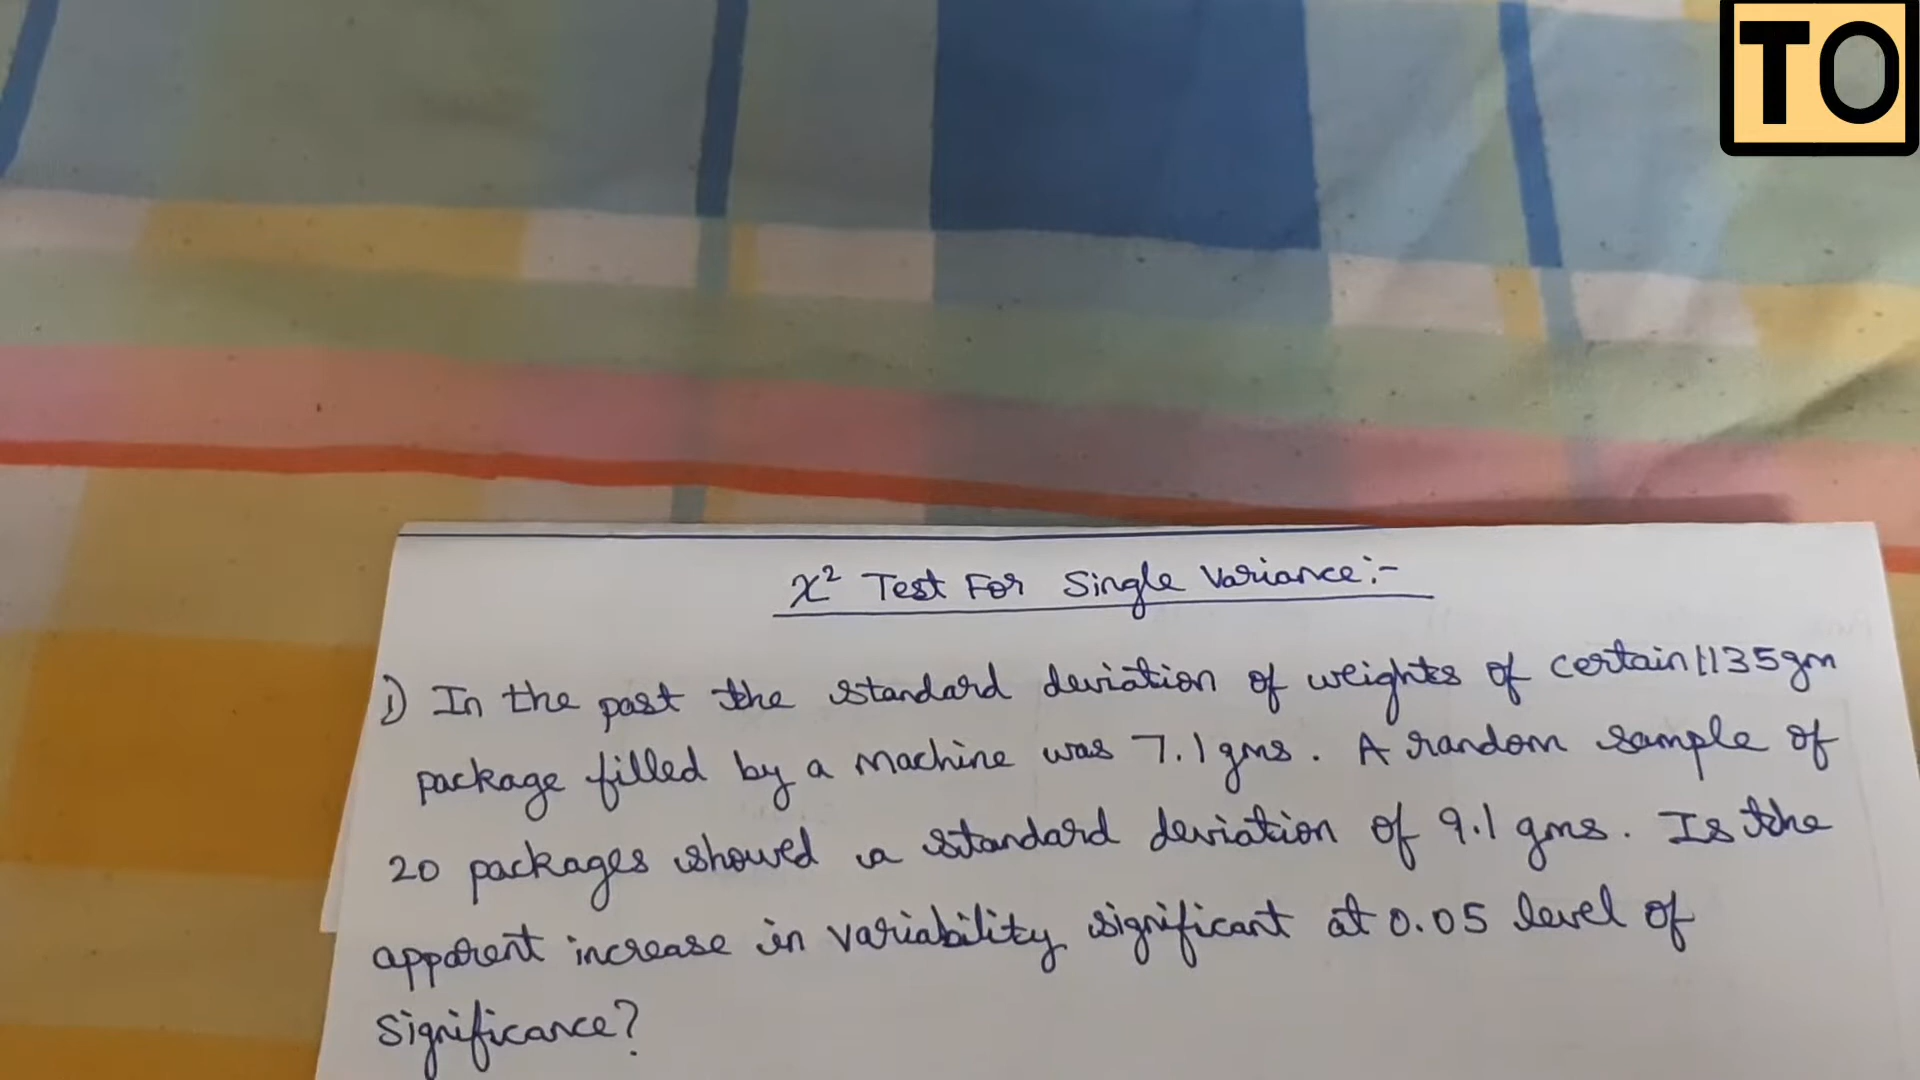 TO
χ² Test For Single Variance:-
1) In the past the standard deviation of weights of certain 1135gm
package filled by a machine was 7.1 gms. A random sample of
20 packages showed a standard deviation of 9.1 gms. Is the
apparent increase in variability significant at 0.05 level of
significance?